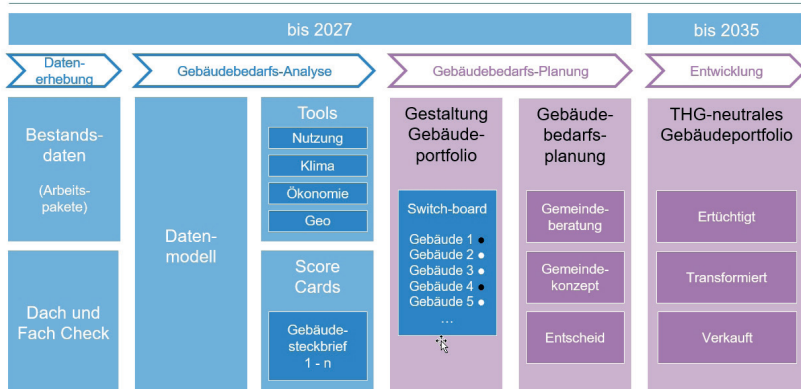 bis 2027
bis 2035
Daten-
erhebung
Gebäudebedarfs-Analyse
Gebäudebedarfs-Planung
Entwicklung
Bestands-
daten
(Arbeits-
pakete)
Dach und
Fach Check
Daten-
modell
Tools
Nutzung
Klima
Ökonomie
Geo
Score
Cards
Gebäude-
steckbrief
1 - n
Gestaltung
Gebäude-
portfolio
Switch-board
Gebäude 1
Gebäude 2
Gebäude 3
Gebäude 4
Gebäude 5
...
Gebäude-
bedarfs-
planung
Gemeinde-
beratung
Gemeinde-
konzept
Entscheid
THG-neutrales
Gebäudeportfolio
Ertüchtigt
Transformiert
Verkauft